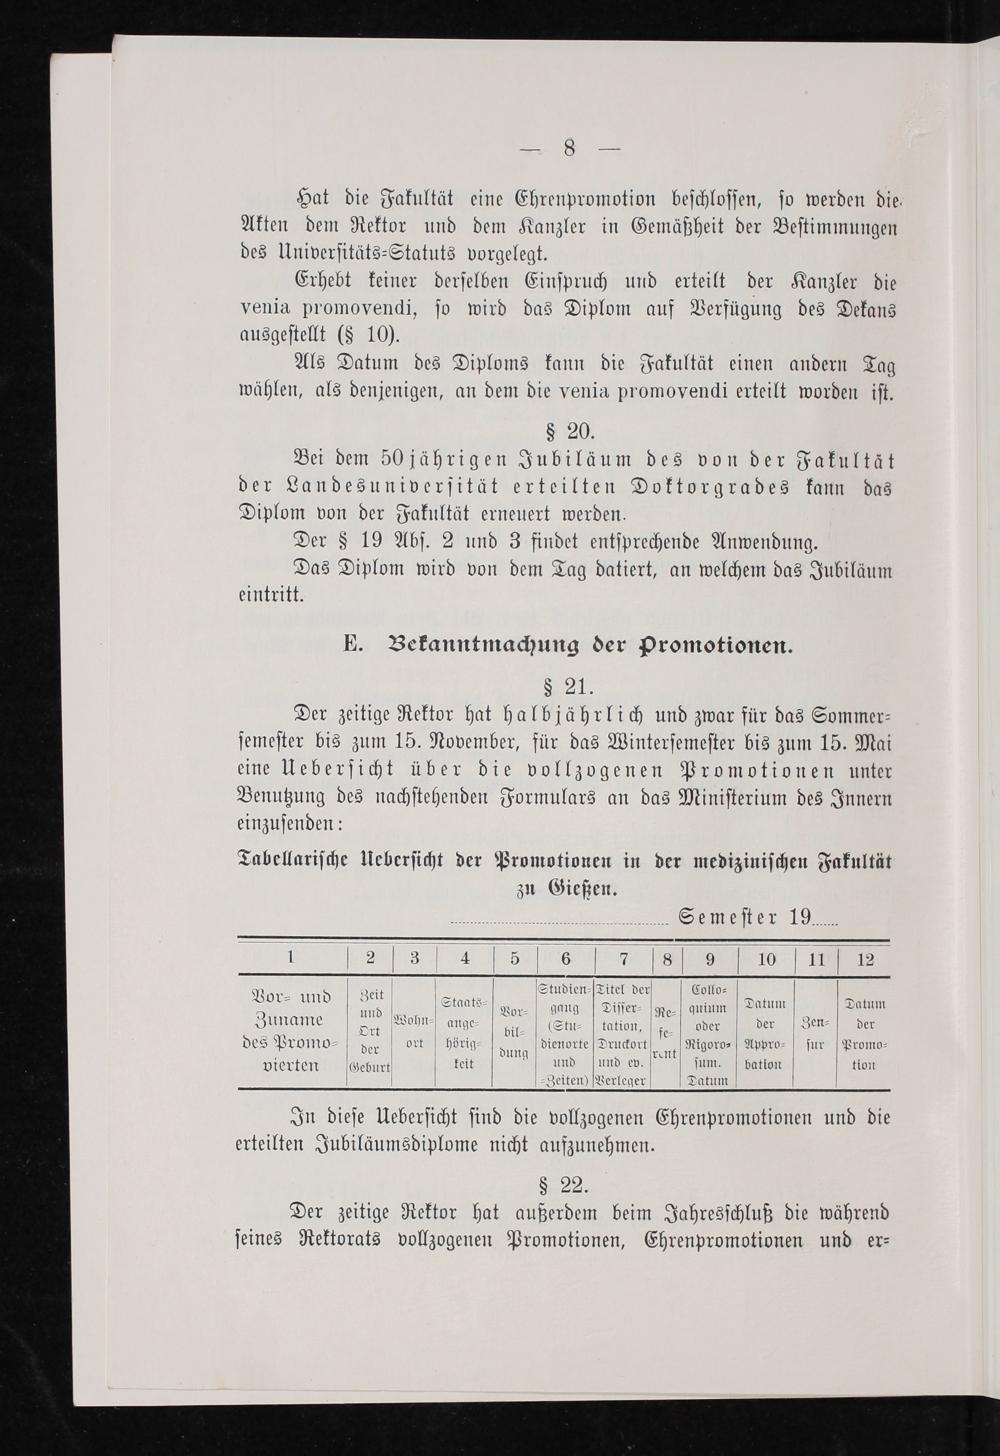 — 8 —
Hat die Fakultät eine Ehrenpromotion beschlossen, so werden die
Akten dem Rektor und dem Kanzler in Gemäßheit der Bestimmungen
des Universitäts-Statuts vorgelegt.
Erhebt keiner derselben Einspruch und erteilt der Kanzler die
venia promovendi, so wird das Diplom auf Verfügung des Dekans
ausgestellt (§ 10).
Als Datum des Diploms kann die Fakultät einen andern Tag
wählen, als denjenigen, an dem die venia promovendi erteilt worden ist.
§ 20.
Bei dem 50jährigen Jubiläum des von der Fakultät
der Landesuniversität erteilten Doktorgrades kann das
Diplom von der Fakultät erneuert werden.
Der § 19 Abs. 2 und 3 findet entsprechende Anwendung.
Das Diplom wird von dem Tag datiert, an welchem das Jubiläum
eintritt.
E. Bekanntmachung der Promotionen.
§ 21.
Der zeitige Rektor hat halbjährlich und zwar für das Sommer-
semester bis zum 15. November, für das Wintersemester bis zum 15. Mai
eine Uebersicht über die vollzogenen Promotionen unter
Benutzung des nachstehenden Formulars an das Ministerium des Innern
einzusenden:
Tabellarische Uebersicht der Promotionen in der medizinischen Fakultät
zu Gießen.
Semester 19......
1 2 3 4 5 6 7 8 9 10 11 12
Vor- und
Zuname
des Promo-
vierten
Zeit
und
Ort
der
Geburt
Wohn-
ort
Staats-
ange-
hörig-
keit
Vor-
bil-
dung
Studien-
gang
(Stu-
dienorte
und
-Zeiten)
Titel der
Disser-
tation,
Druckort
und ev.
Verleger
Re-
fe-
rent
Collo-
quium
oder
Rigoro-
sum.
Datum
Datum
der
Appro-
bation
Zen-
sur
Datum
der
Promo-
tion
In diese Uebersicht sind die vollzogenen Ehrenpromotionen und die
erteilten Jubiläumsdiplome nicht aufzunehmen.
§ 22.
Der zeitige Rektor hat außerdem beim Jahresschluß die während
seines Rektorats vollzogenen Promotionen, Ehrenpromotionen und er-